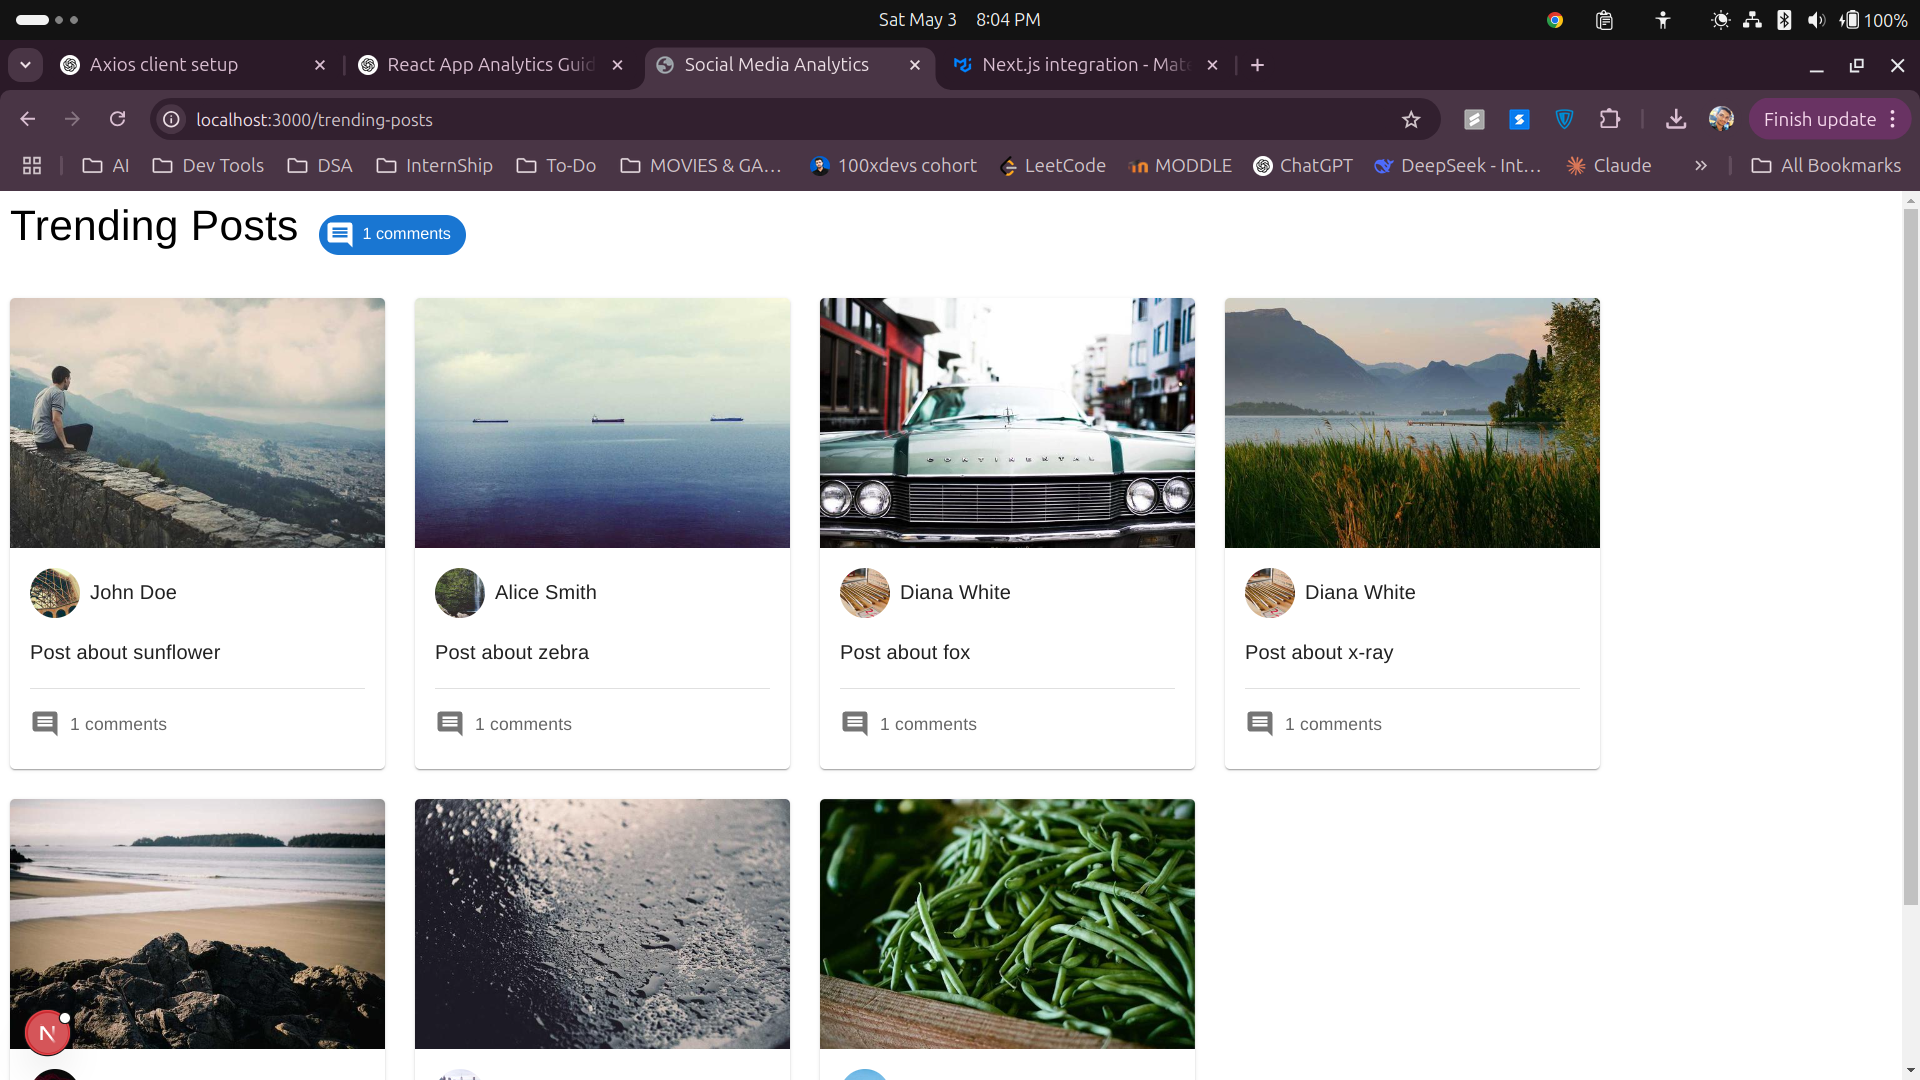 Sat May 3 8:04 PM
100%
Axios client setup
React App Analytics Guid
Social Media Analytics
Next.js integration - Mate
localhost:3000/trending-posts
Finish update
AI
Dev Tools
DSA
InternShip
To-Do
MOVIES & GA...
100xdevs cohort
LeetCode
MODDLE
ChatGPT
DeepSeek - Int...
Claude
All Bookmarks
Trending Posts
1 comments
CONTINENTAL
John Doe
Post about sunflower
1 comments
Alice Smith
Post about zebra
1 comments
Diana White
Post about fox
1 comments
Diana White
Post about x-ray
1 comments
N